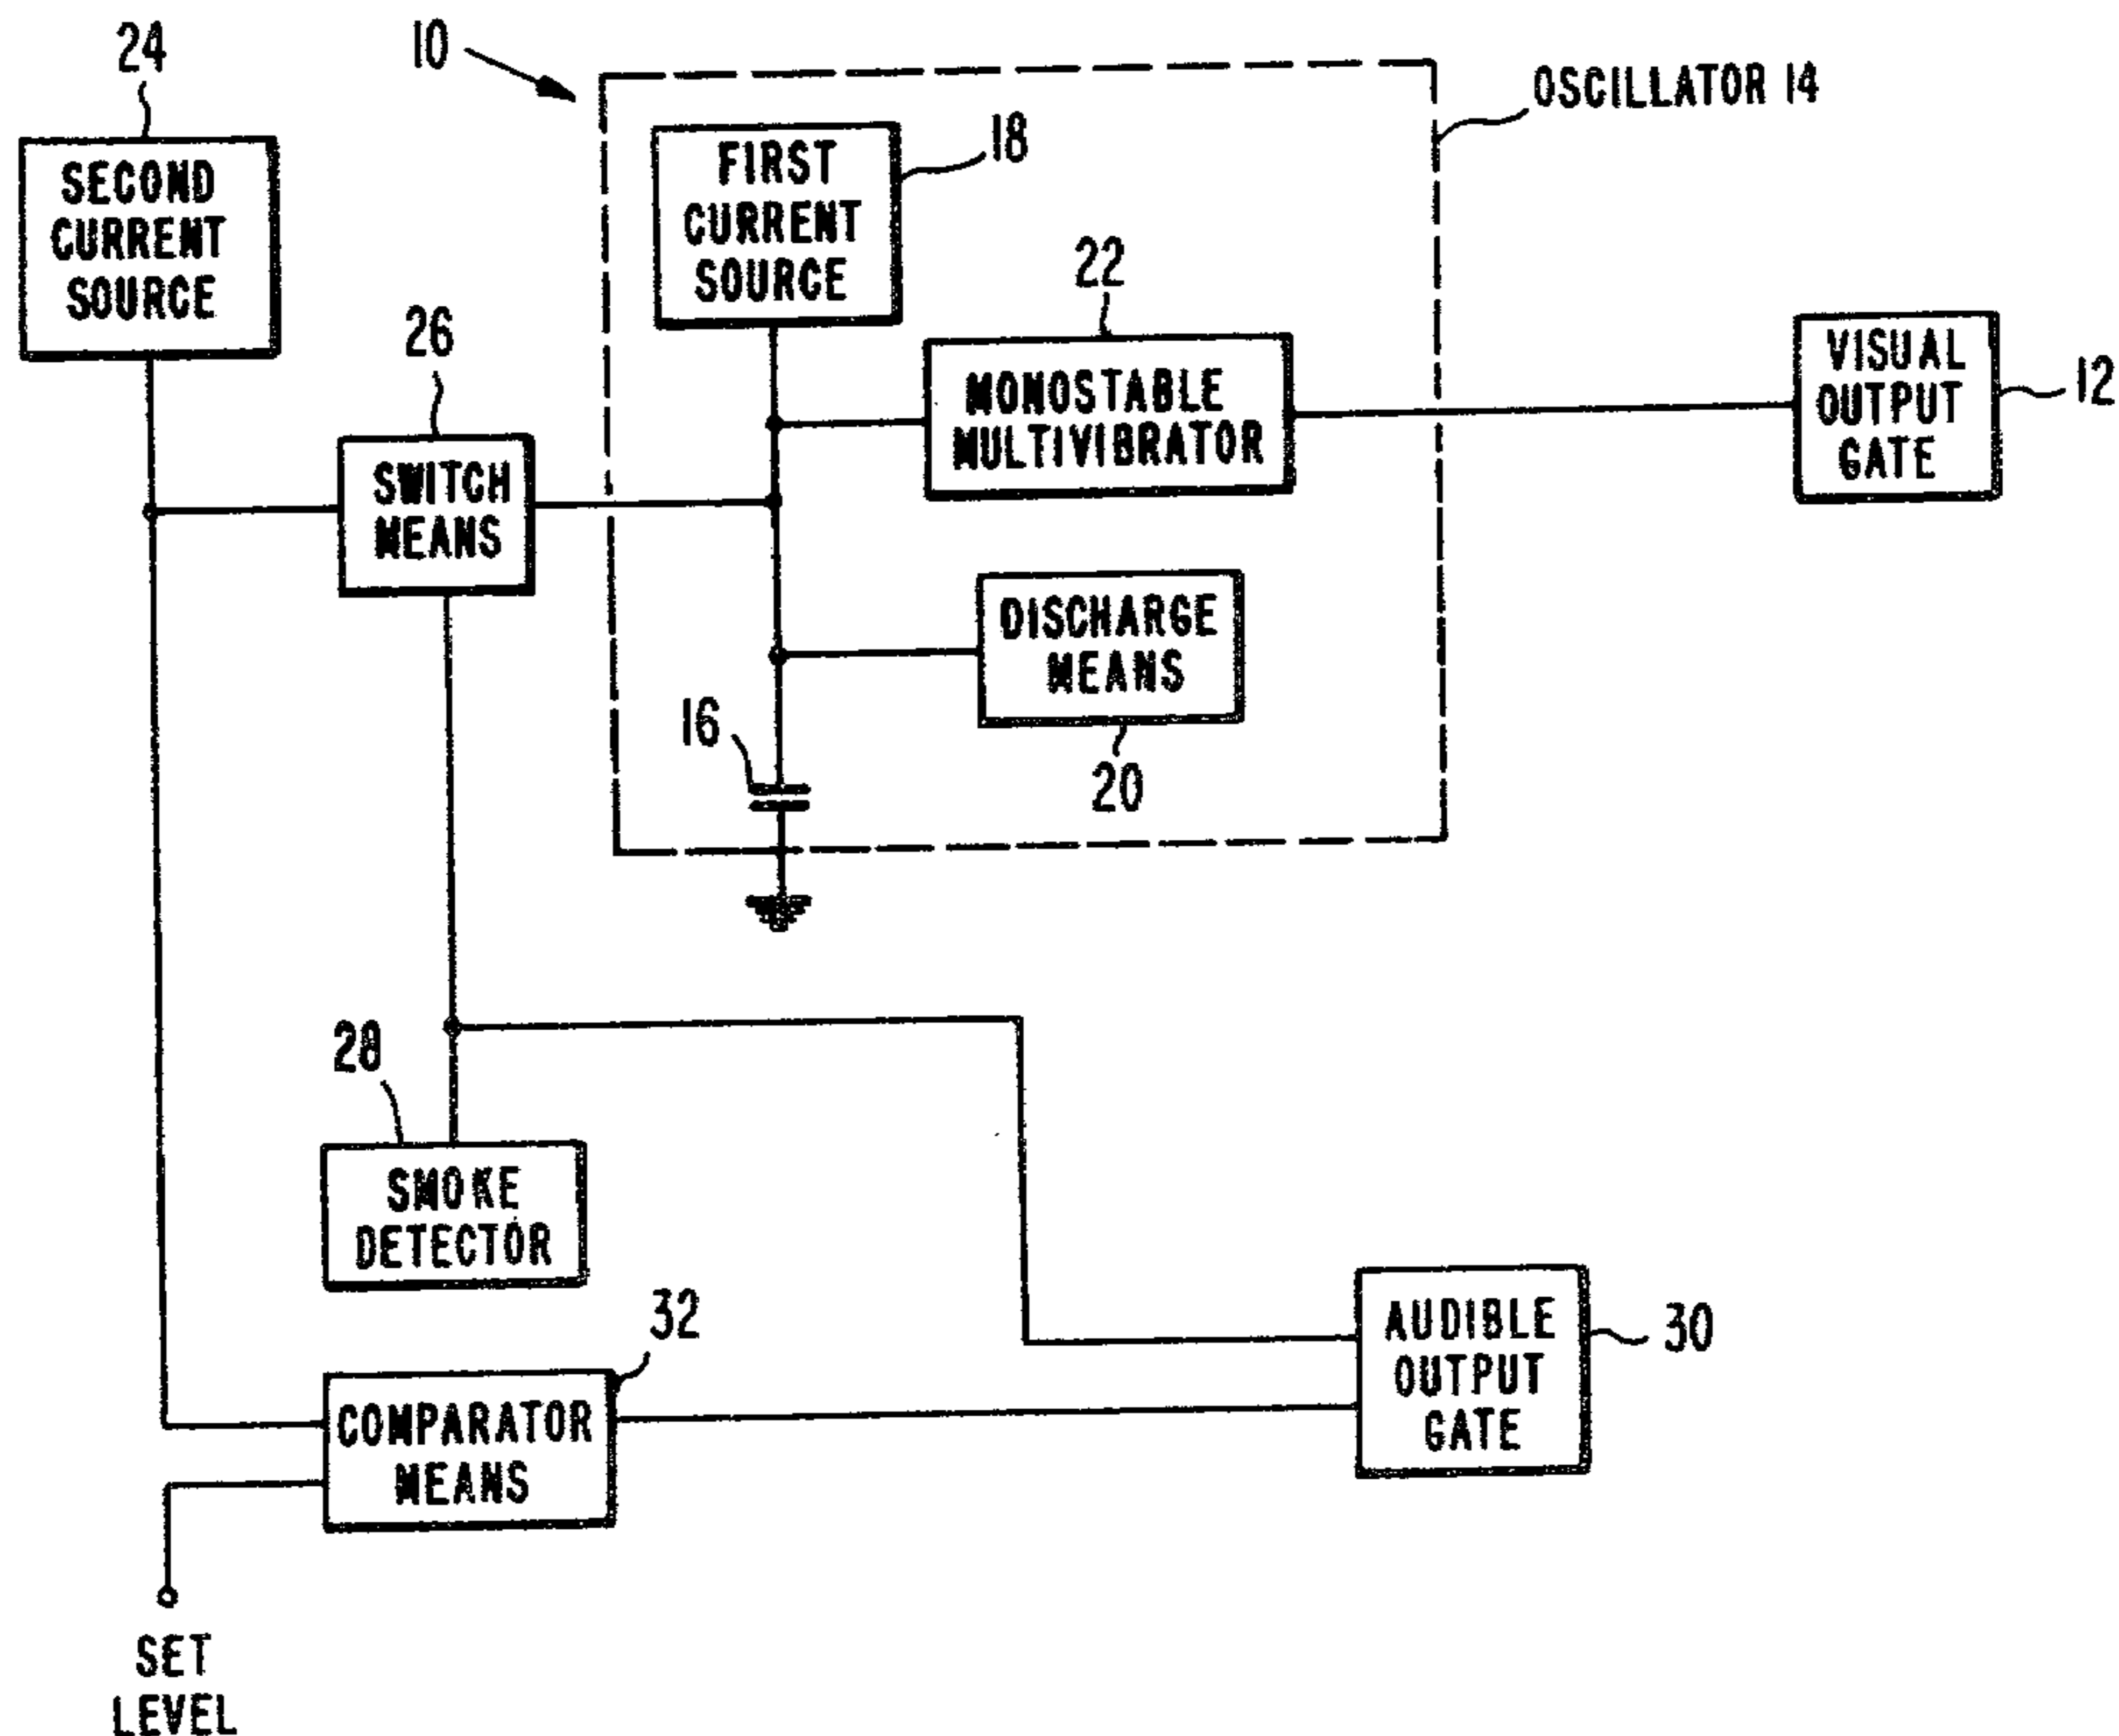 24
10
OSCILLATOR 14
SECOND
CURRENT
SOURCE
FIRST
CURRENT
SOURCE
18
22
26
MONOSTABLE
MULTIVIBRATOR
VISUAL
OUTPUT
GATE
12
SWITCH
MEANS
DISCHARGE
MEANS
16
20
28
SMOKE
DETECTOR
32
AUDIBLE
OUTPUT
GATE
30
COMPARATOR
MEANS
SET
LEVEL